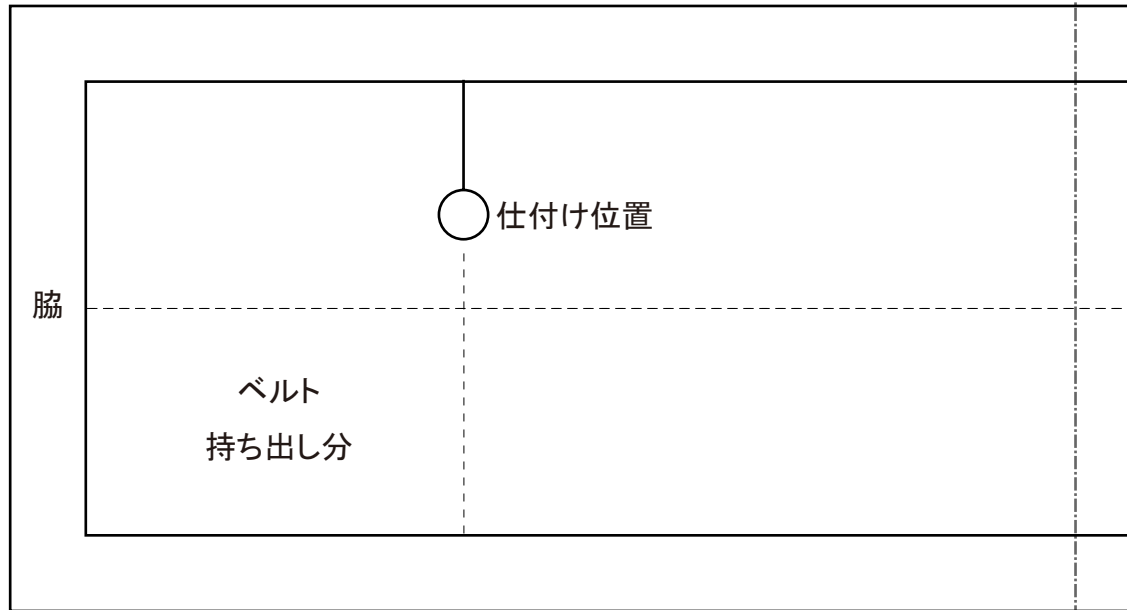 仕付け位置
脇
ベルト
持ち出し分